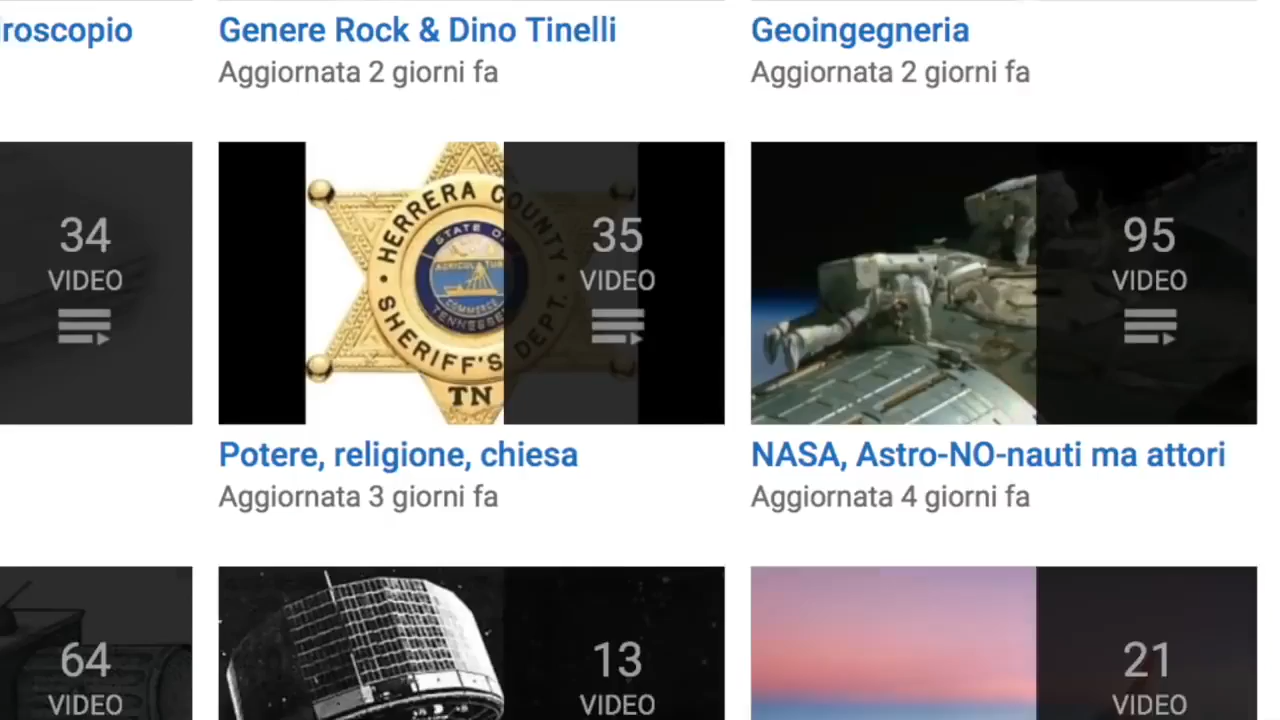 roscopio
Genere Rock & Dino Tinelli
Aggiornata 2 giorni fa
Geoingegneria
Aggiornata 2 giorni fa
34
VIDEO
HERRERA COUNTY
STATE OF
AGRICULTURE
COMMERCE
TENNESSEE
SHERIFF'S DEPT.
TN
35
VIDEO
95
VIDEO
Potere, religione, chiesa
Aggiornata 3 giorni fa
NASA, Astro-NO-nauti ma attori
Aggiornata 4 giorni fa
64
VIDEO
13
VIDEO
21
VIDEO